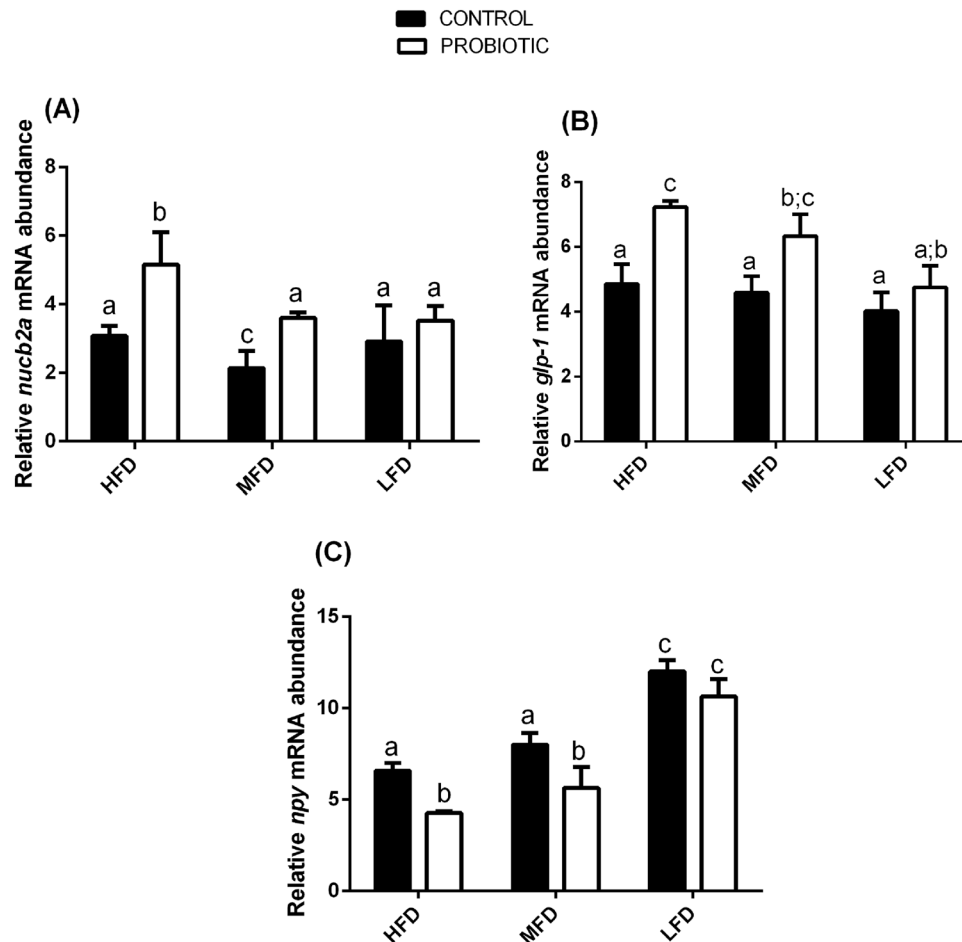 CONTROL
PROBIOTIC
(A)
Relative nucb2a mRNA abundance
8
6
4
2
0
a
b
c
a
a
a
HFD
MFD
LFD
(B)
Relative glp-1 mRNA abundance
8
6
4
2
0
a
c
a
b;c
a
a;b
HFD
MFD
LFD
(C)
Relative npy mRNA abundance
15
10
5
0
a
b
a
b
c
c
HFD
MFD
LFD